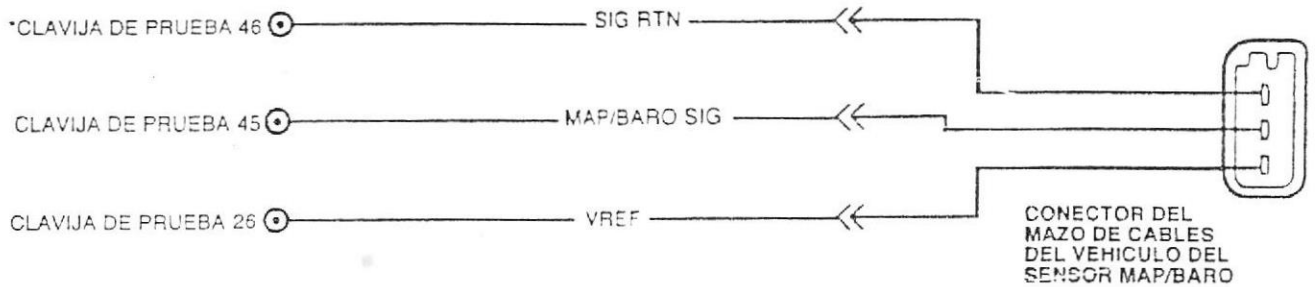 *CLAVIJA DE PRUEBA 46 SIG RTN
CLAVIJA DE PRUEBA 45 MAP/BARO SIG
CLAVIJA DE PRUEBA 26 VREF
CONECTOR DEL
MAZO DE CABLES
DEL VEHICULO DEL
SENSOR MAP/BARO